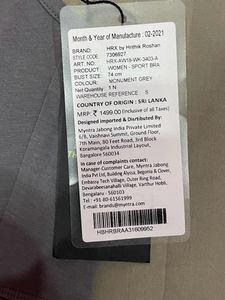 Month & Year of Manufacture : 02-2021
BRAND: HRX by Hrithik Roshan
STYLE CODE: 7306927
ART NO: HRX-AW18-WK-3403-A
PRODUCT: WOMEN - SPORT BRA
BUST SIZE: 74 cm
COLOUR: MONUMENT GREY
Net Quantity: 1 N
WAREHOUSE REFERENCE : S
COUNTRY OF ORIGIN : SRI LANKA
MRP: ₹ 1499.00 (Inclusive of all Taxes)
Designed imported & Distributed By:
Myntra Jabong India Private Limited,
6/B, Vaishnavi Summit, Ground Floor,
7th Main, 80 Feet Road, 3rd Block
Koramangala Industrial Layout,
Bangalore 560034
In case of complaints contact:
Manager-Customer Care, Myntra Jabong
India Pvt Ltd, Building Alyssa, Begonia & Clover,
Embassy Tech Village, Outer Ring Road,
Devarabeesanahalli Village, Varthur Hobli,
Bengaluru - 560103
Tel : +91-80-61561999
E-mail: brands@myntra.com
HBHRBRAA31609952